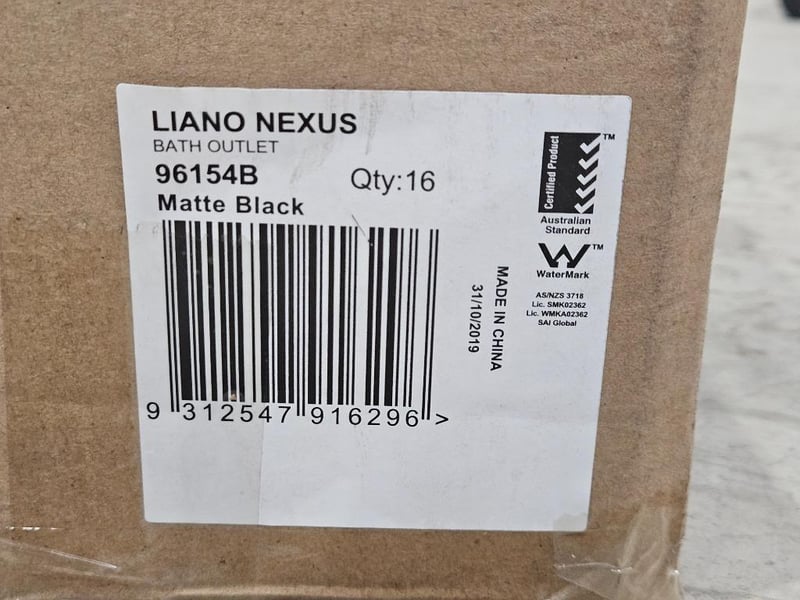 LIANO NEXUS
BATH OUTLET
96154B
Qty:16
Matte Black
9 312547 916296 >
MADE IN CHINA
31/10/2019
Certified Product
TM
Australian
Standard
TM
WaterMark
AS/NZS 3718
Lic. SMK02362
Lic. WMKA02362
SAI Global